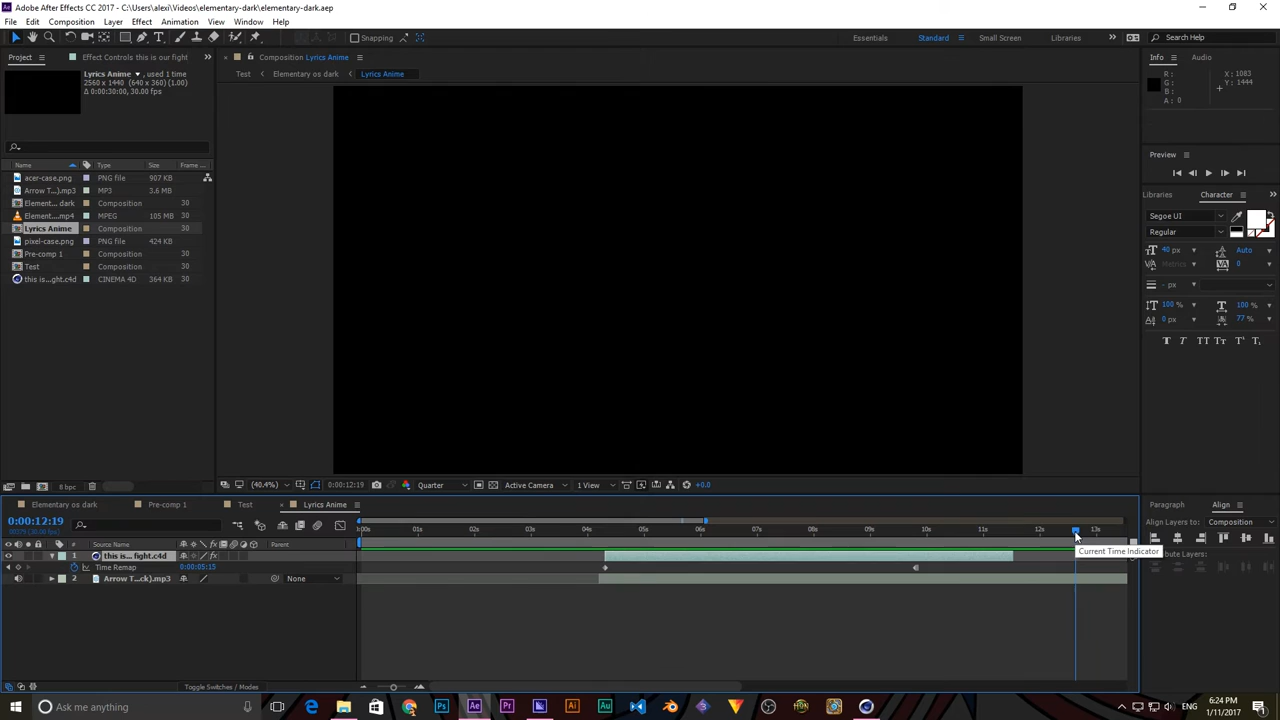 Adobe After Effects CC 2017 - C:\Users\alexi\Videos\elementary-dark\elementary-dark.aep
File Edit Composition Layer Effect Animation View Window Help
Snapping
Essentials Standard Small Screen Libraries Search Help
Project Effect Controls this is our fight
Composition Lyrics Anime
Info Audio
Lyrics Anime , used 1 time
2560 x 1440 (640 x 360) (1.00)
Δ 0:00:30:00, 30.00 fps
Test Elementary os dark Lyrics Anime
R :
G :
B :
A : 0
X : 1083
Y : 1444
Preview
Name Type Size Frame ...
acer-case.png PNG file 907 KB
Arrow T...).mp3 MP3 3.6 MB
Element... dark Composition 30
Element....mp4 MPEG 105 MB 30
Lyrics Anime Composition 30
pixel-case.png PNG file 424 KB
Pre-comp 1 Composition 30
Test Composition 30
this is...ght.c4d CINEMA 4D 364 KB 30
Libraries Character
Segoe UI
Regular
40 px Auto
Metrics 0
- px
100 % 100 %
0 px 77 %
T T TT Tr T¹ T₁
8 bpc
(40.4%) 0:00:12:19 Quarter Active Camera 1 View +0.0
Elementary os dark Pre-comp 1 Test Lyrics Anime
Paragraph Align
0:00:12:19
Align Layers to: Composition
00s 01s 02s 03s 04s 05s 06s 07s 08s 09s 10s 11s 12s 13s
# Source Name Parent
Current Time Indicator
bute Layers:
1 this is... fight.c4d
Time Remap 0:00:05:15
2 Arrow T...ck).mp3 None
Toggle Switches / Modes
Ask me anything
ENG
6:24 PM
1/11/2017